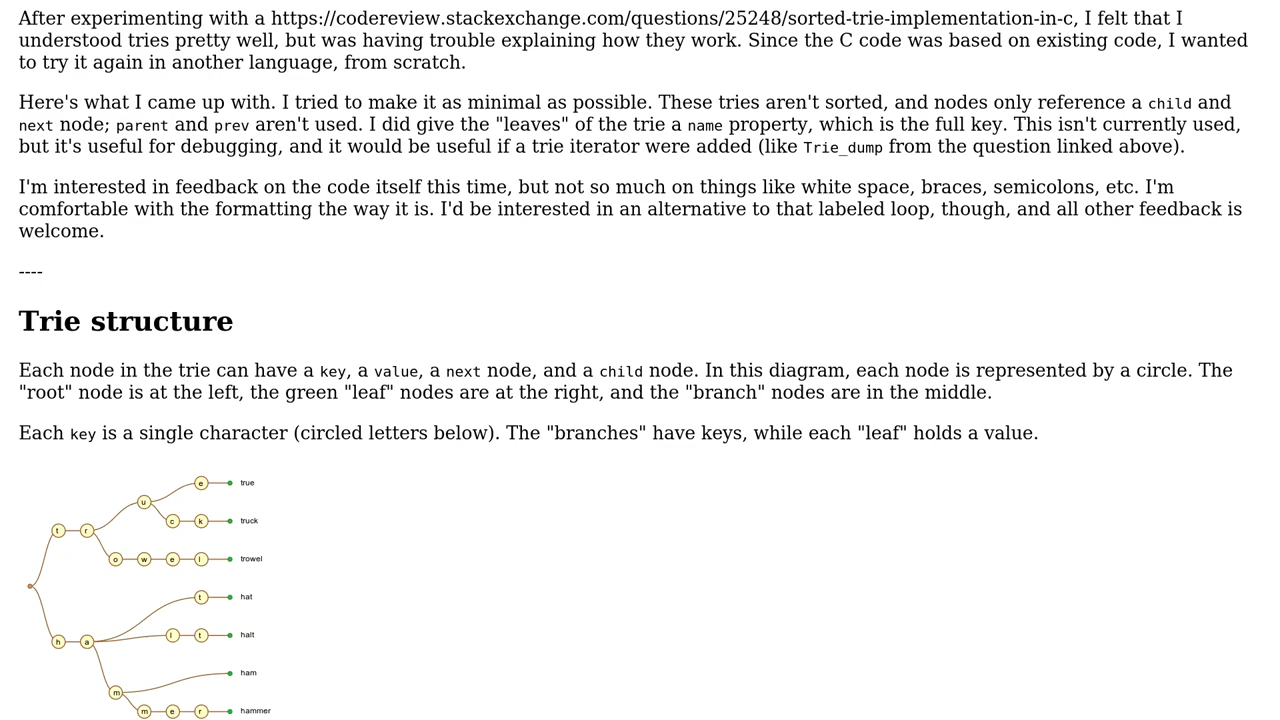 After experimenting with a https://codereview.stackexchange.com/questions/25248/sorted-trie-implementation-in-c, I felt that I
understood tries pretty well, but was having trouble explaining how they work. Since the C code was based on existing code, I wanted
to try it again in another language, from scratch.
Here's what I came up with. I tried to make it as minimal as possible. These tries aren't sorted, and nodes only reference a child and
next node; parent and prev aren't used. I did give the "leaves" of the trie a name property, which is the full key. This isn't currently used,
but it's useful for debugging, and it would be useful if a trie iterator were added (like Trie_dump from the question linked above).
I'm interested in feedback on the code itself this time, but not so much on things like white space, braces, semicolons, etc. I'm
comfortable with the formatting the way it is. I'd be interested in an alternative to that labeled loop, though, and all other feedback is
welcome.
----
Trie structure
Each node in the trie can have a key, a value, a next node, and a child node. In this diagram, each node is represented by a circle. The
"root" node is at the left, the green "leaf" nodes are at the right, and the "branch" nodes are in the middle.
Each key is a single character (circled letters below). The "branches" have keys, while each "leaf" holds a value.
e true
u
c k truck
t r
o w e l trowel
t hat
l t halt
h a
ham
m
m e r hammer